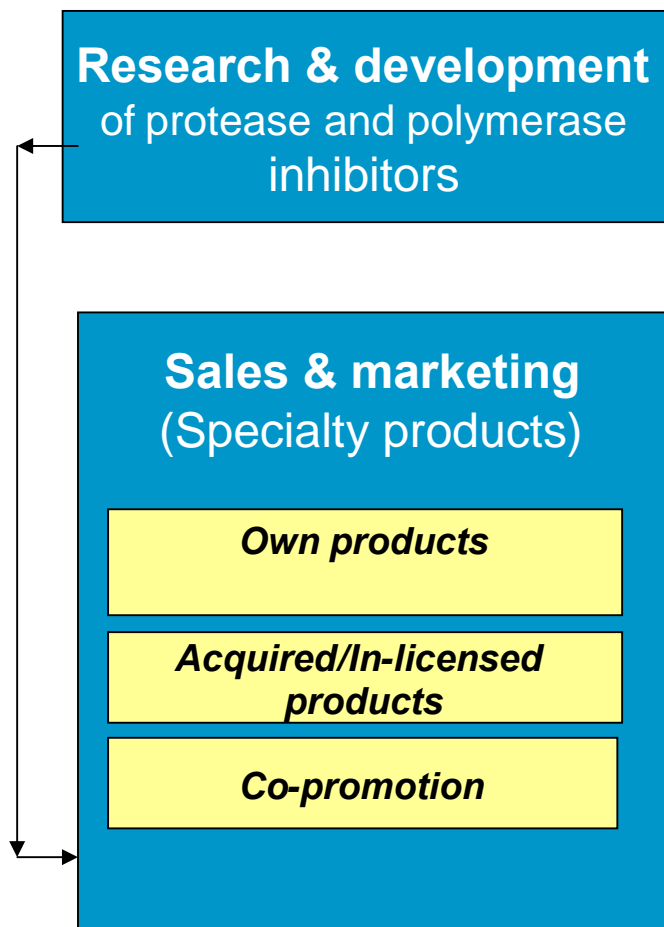 Research & development
of protease and polymerase
inhibitors
Sales & marketing
(Specialty products)
Own products
Acquired/In-licensed
products
Co-promotion